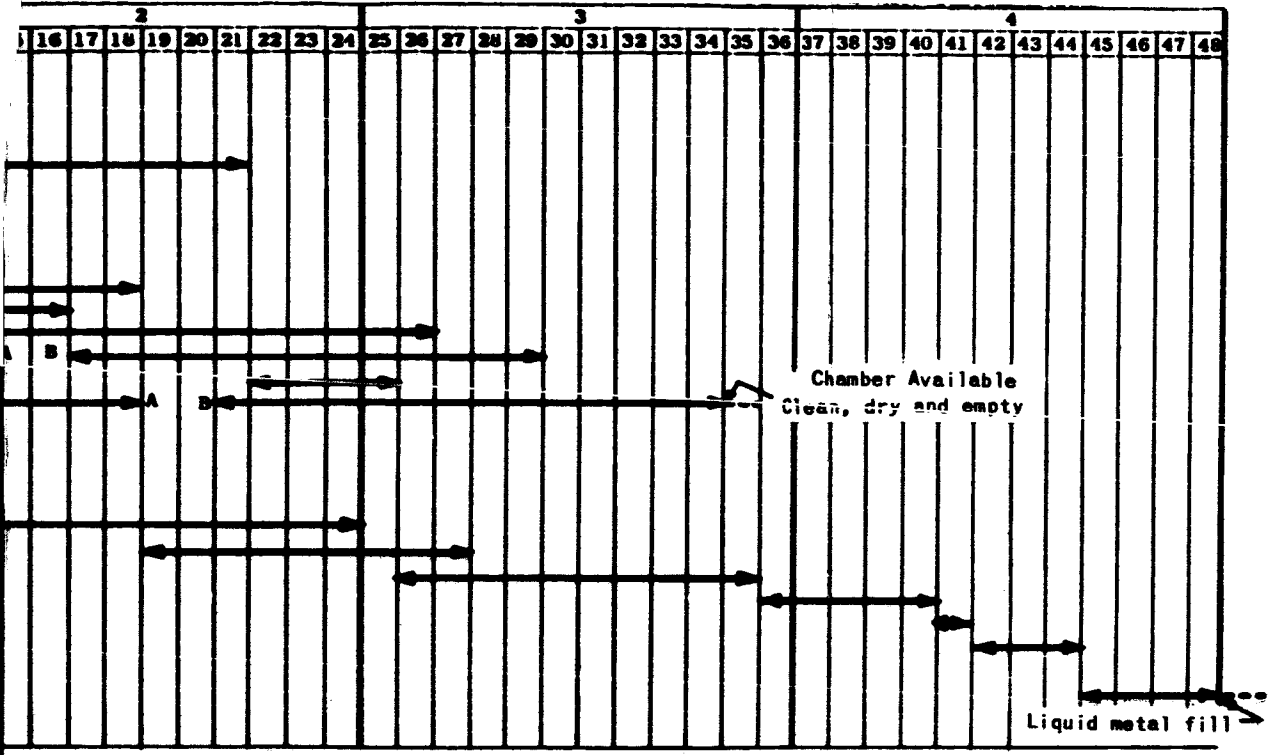 2 3 4
16 17 18 19 20 21 22 23 24 25 26 27 28 29 30 31 32 33 34 35 36 37 38 39 40 41 42 43 44 45 46 47 48
B
Chamber Available
A B Clean, dry and empty
Liquid metal fill